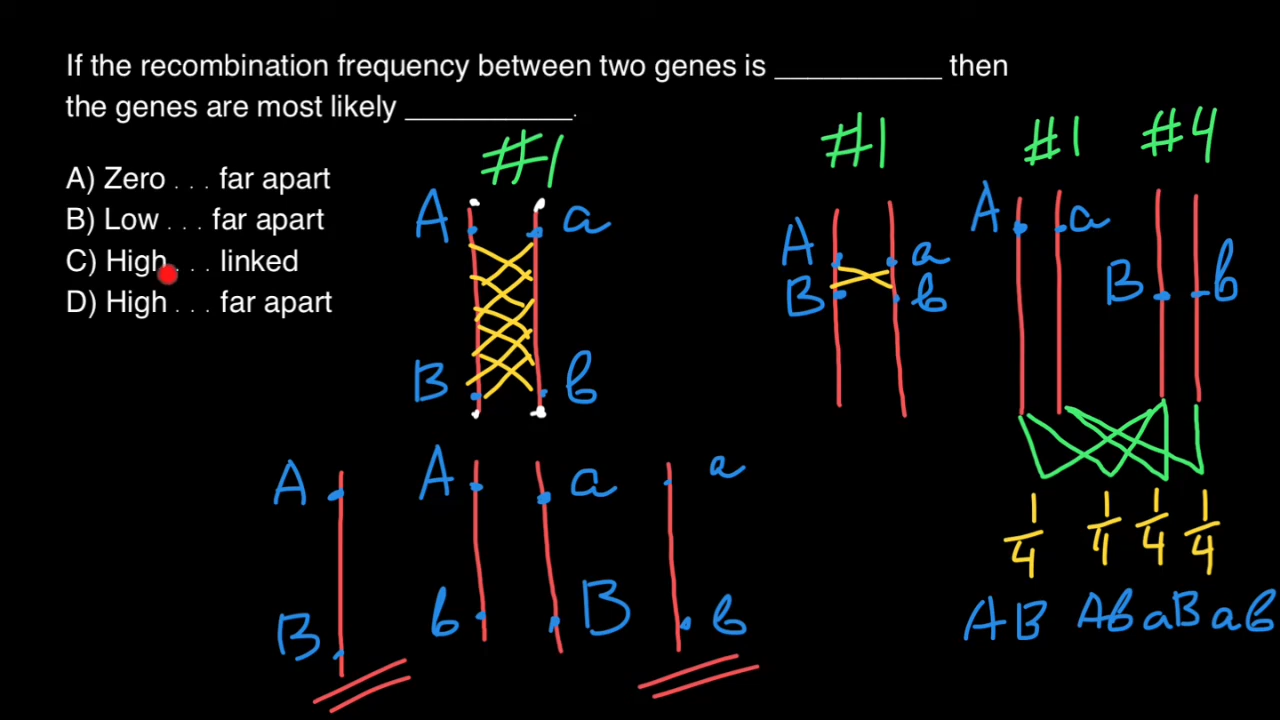 If the recombination frequency between two genes is ___________ then
the genes are most likely ___________.
A) Zero . . . far apart
B) Low . . . far apart
C) High . . . linked
D) High . . . far apart
#1
A a
B b
#1
A a
B b
#1 #4
A a
B b
A A a a
B b B b
1/4 1/4 1/4 1/4
AB Ab aB ab